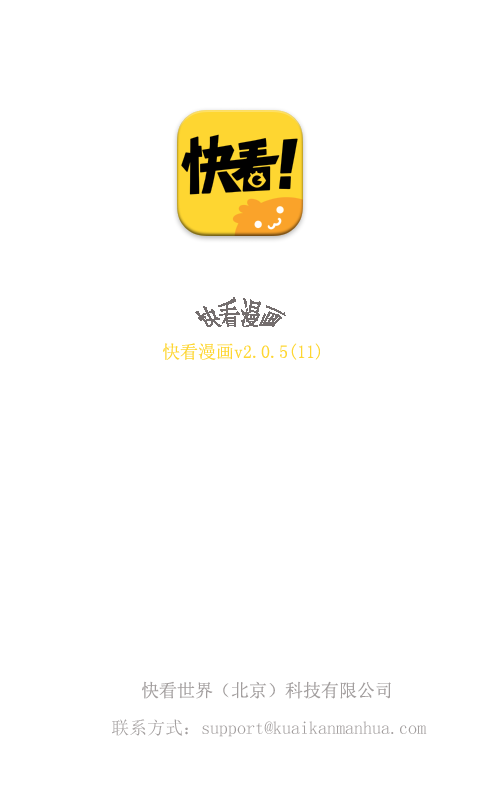 快看!
快看漫画
快看漫画v2.0.5(11)
快看世界（北京）科技有限公司
联系方式：support@kuaikanmanhua.com